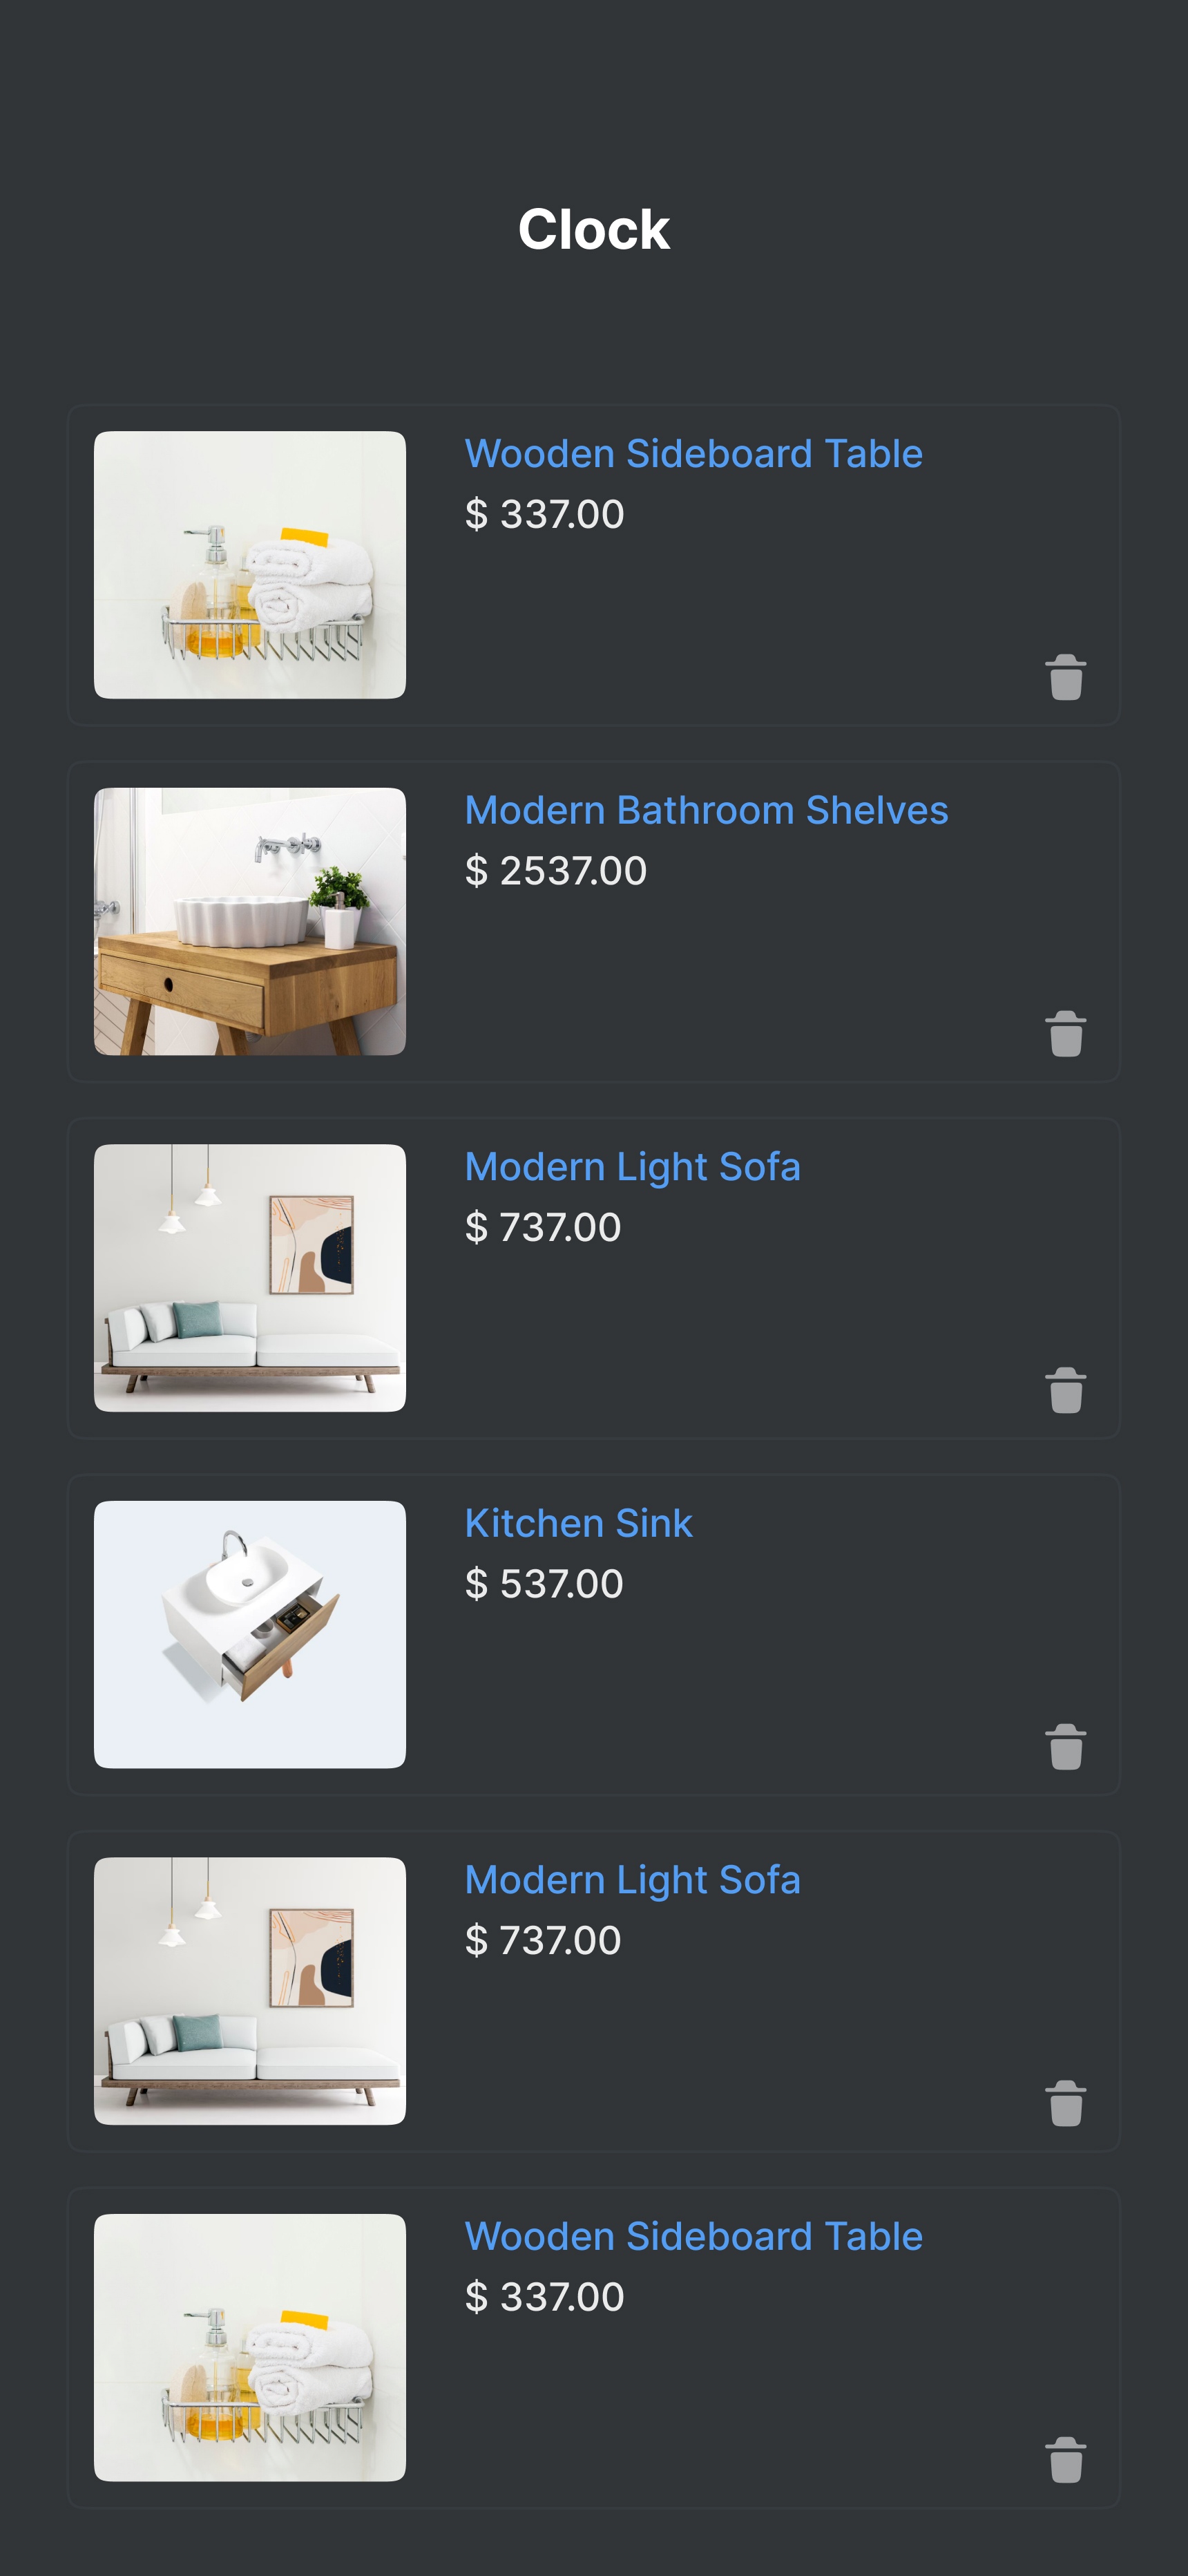 Clock
Wooden Sideboard Table
$ 337.00
Modern Bathroom Shelves
$ 2537.00
Modern Light Sofa
$ 737.00
Kitchen Sink
$ 537.00
Modern Light Sofa
$ 737.00
Wooden Sideboard Table
$ 337.00